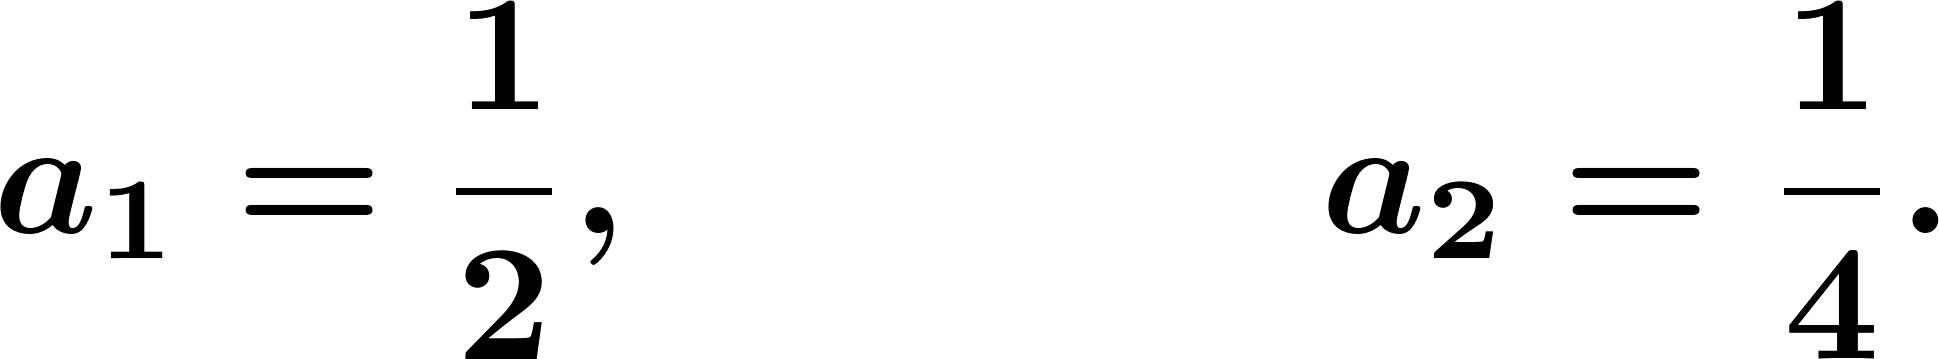 a₁ = 1/2, a₂ = 1/4.